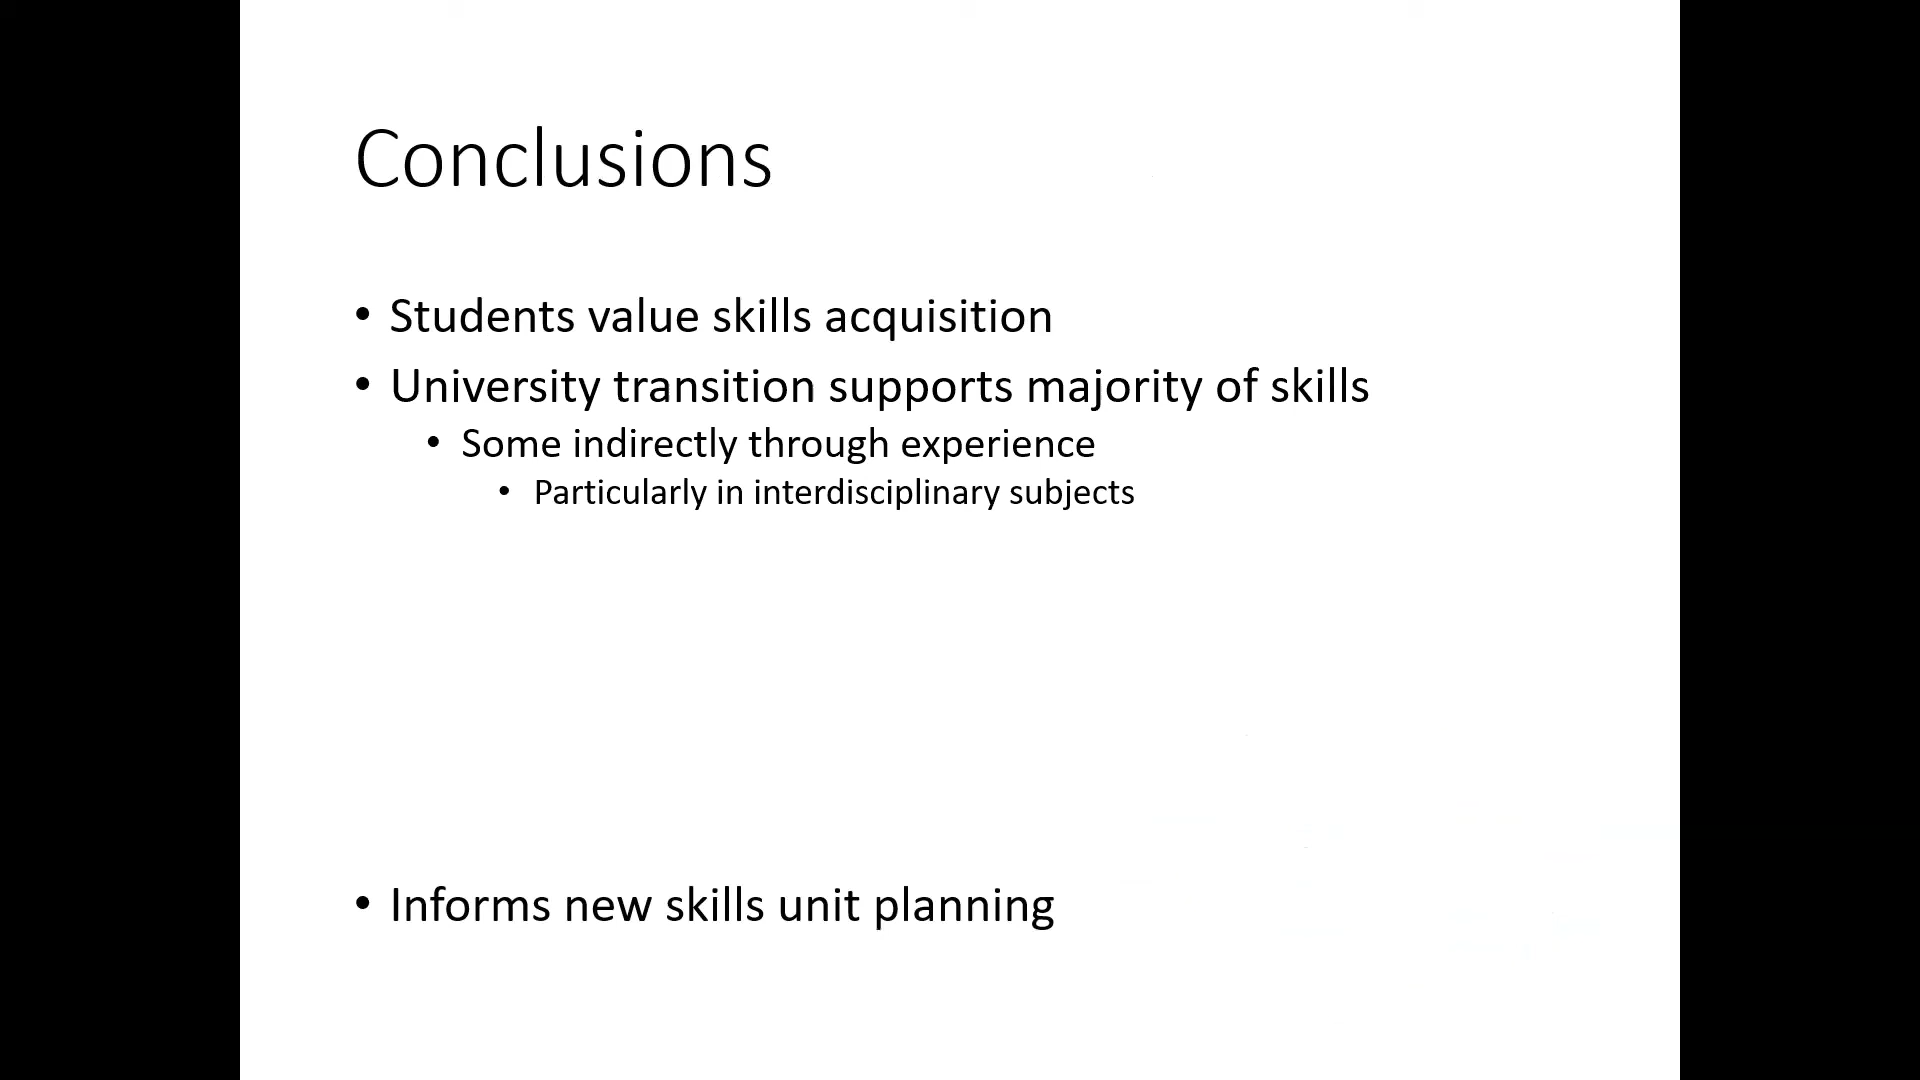 Conclusions
• Students value skills acquisition
• University transition supports majority of skills
• Some indirectly through experience
• Particularly in interdisciplinary subjects
• Informs new skills unit planning